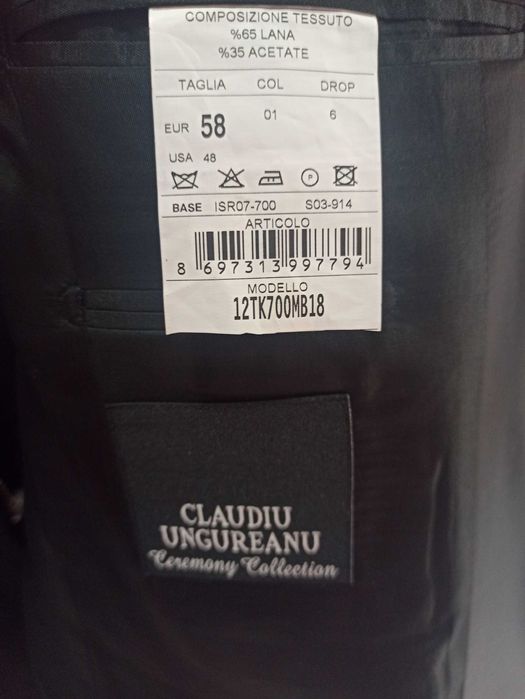 COMPOSIZIONE TESSUTO
%65 LANA
%35 ACETATE
TAGLIA COL DROP
EUR 58 01 6
USA 48
P
BASE ISR07-700 S03-914
ARTICOLO
8 697313 997794
MODELLO
12TK700MB18
CLAUDIU
UNGUREANU
Ceremony Collection